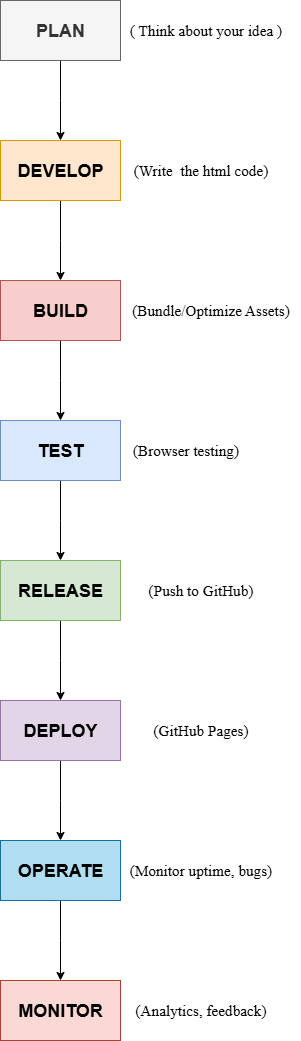 PLAN ( Think about your idea )
DEVELOP (Write the html code)
BUILD (Bundle/Optimize Assets)
TEST (Browser testing)
RELEASE (Push to GitHub)
DEPLOY (GitHub Pages)
OPERATE (Monitor uptime, bugs)
MONITOR (Analytics, feedback)